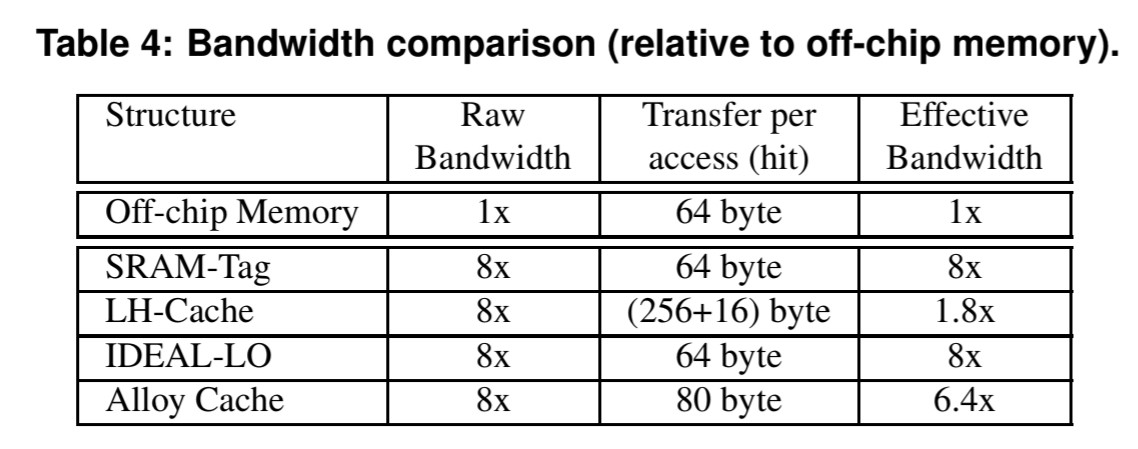 Table 4: Bandwidth comparison (relative to off-chip memory).
Structure Raw Transfer per Effective
Bandwidth access (hit) Bandwidth
Off-chip Memory 1x 64 byte 1x
SRAM-Tag 8x 64 byte 8x
LH-Cache 8x (256+16) byte 1.8x
IDEAL-LO 8x 64 byte 8x
Alloy Cache 8x 80 byte 6.4x